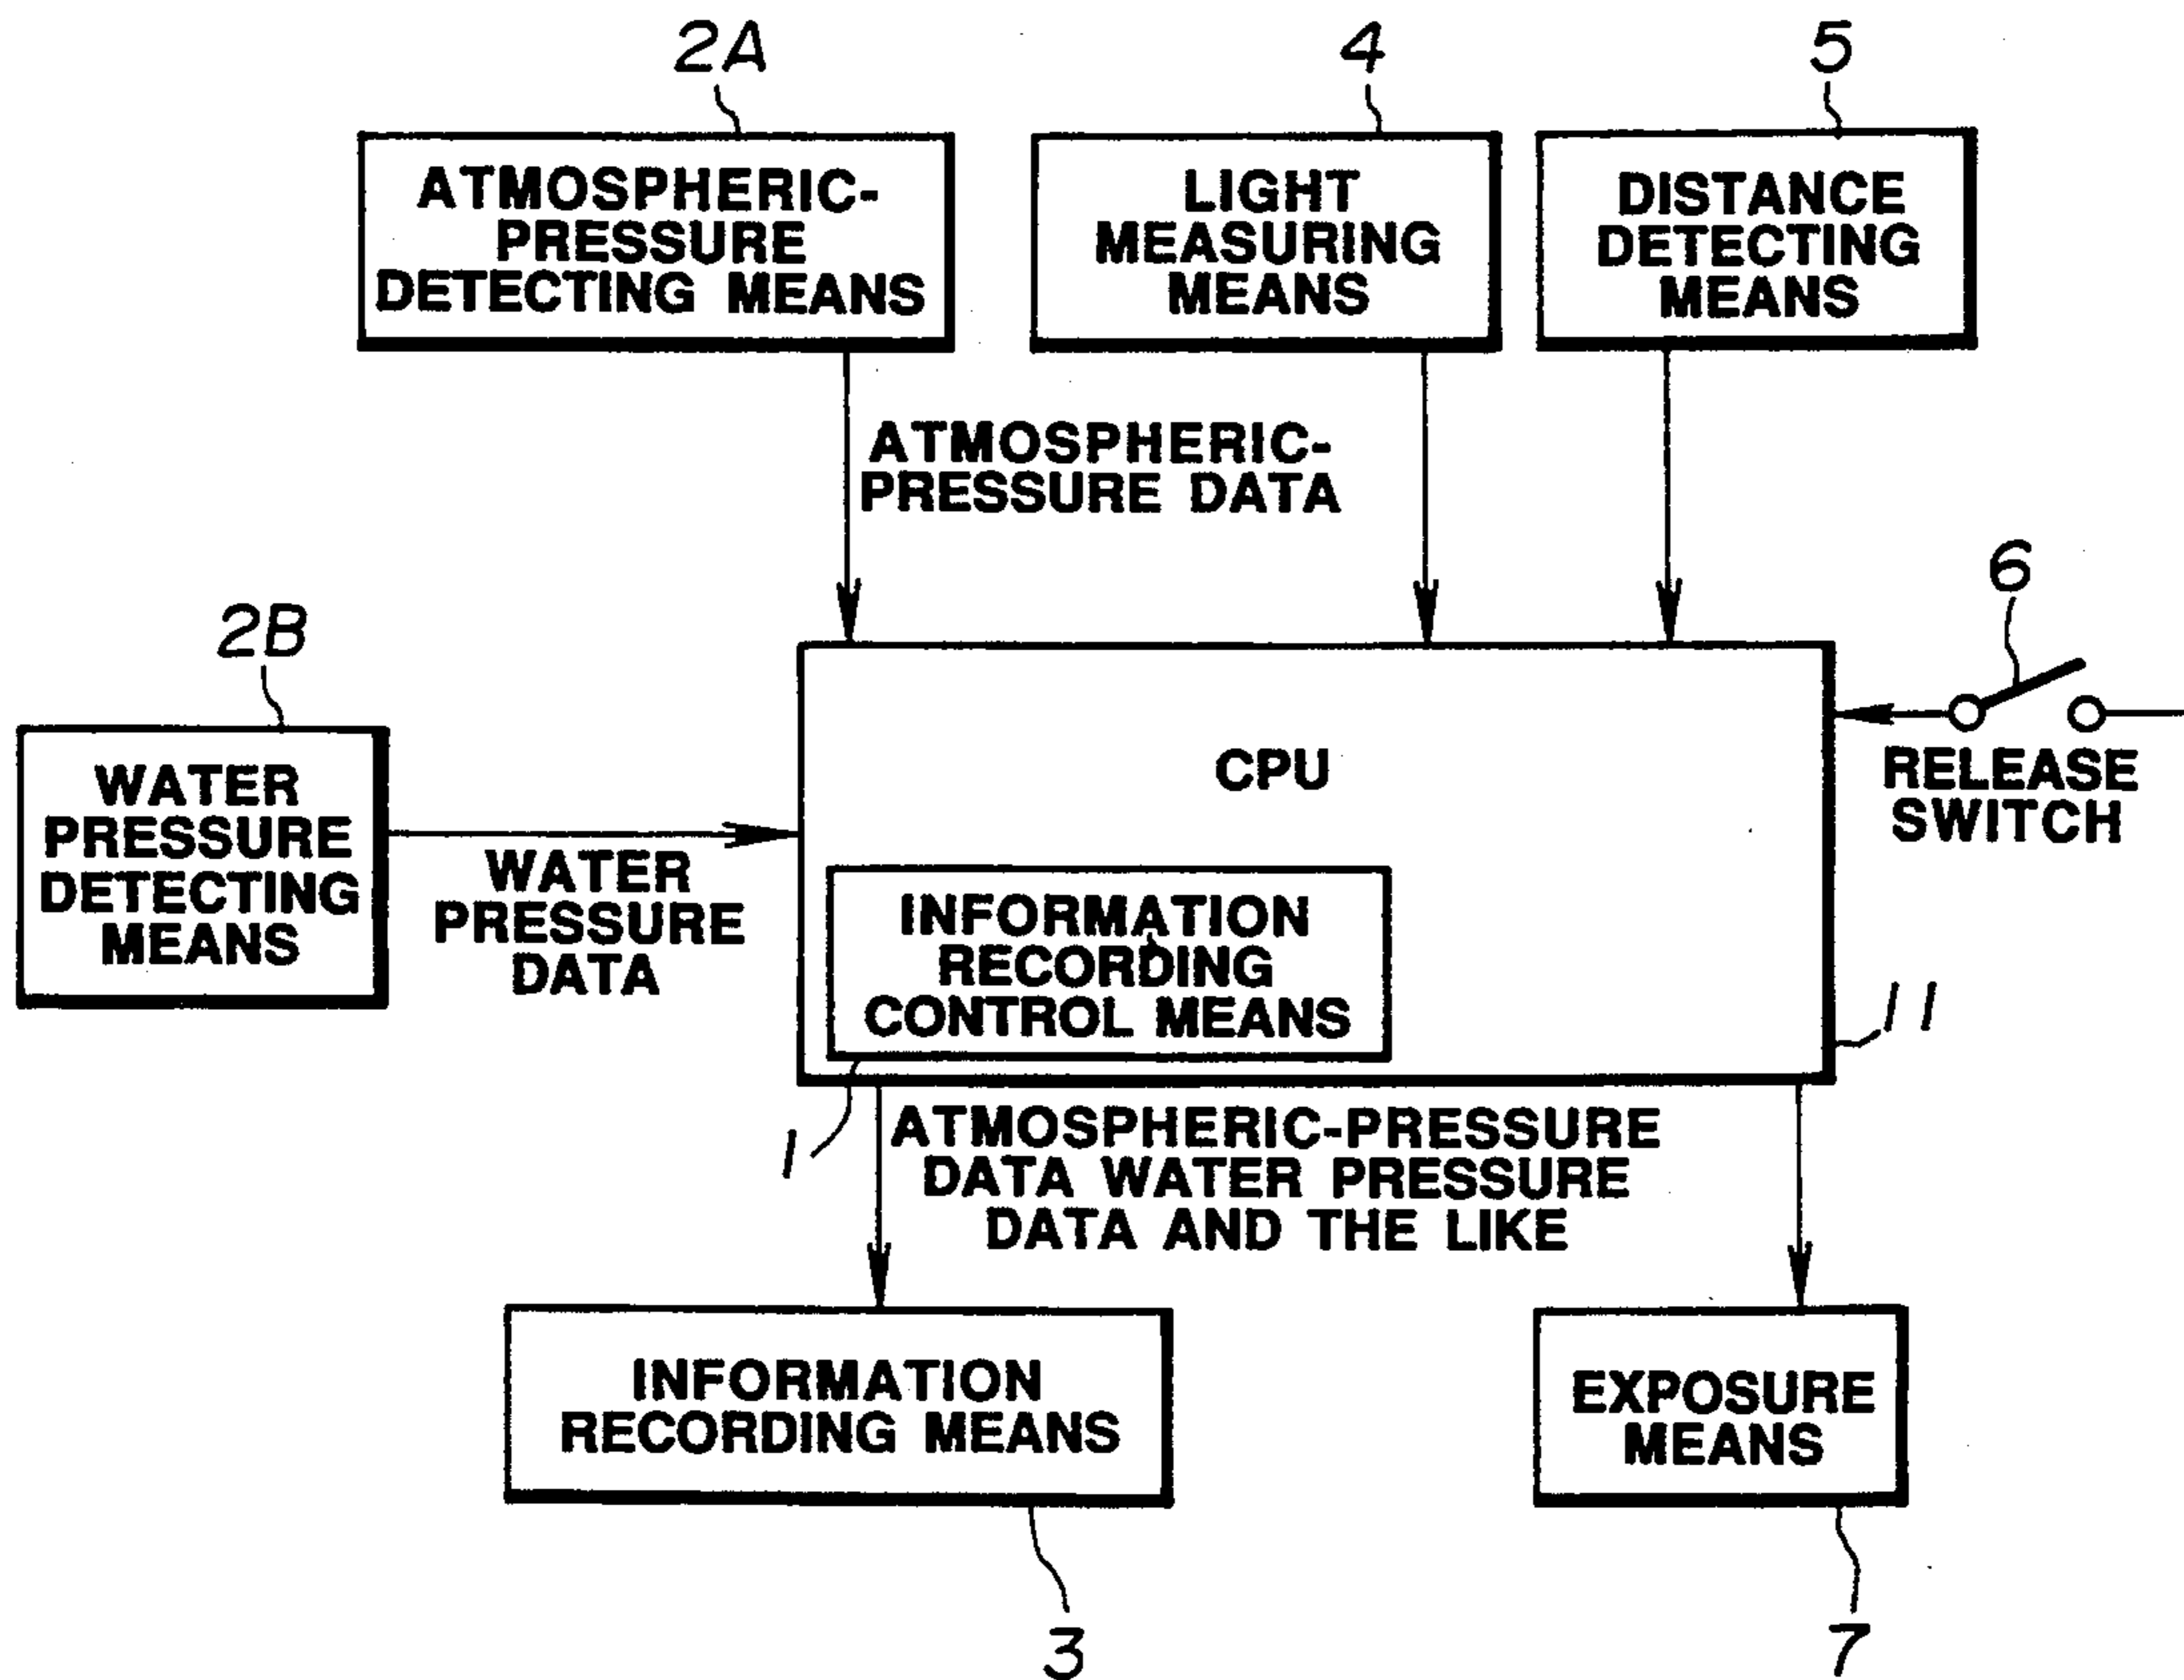 2A
4
5
ATMOSPHERIC-
PRESSURE
DETECTING MEANS
LIGHT
MEASURING
MEANS
DISTANCE
DETECTING
MEANS
ATMOSPHERIC-
PRESSURE DATA
6
2B
WATER
PRESSURE
DETECTING
MEANS
WATER
PRESSURE
DATA
CPU
RELEASE
SWITCH
INFORMATION
RECORDING
CONTROL MEANS
11
1
ATMOSPHERIC-PRESSURE
DATA WATER PRESSURE
DATA AND THE LIKE
INFORMATION
RECORDING MEANS
EXPOSURE
MEANS
3
7